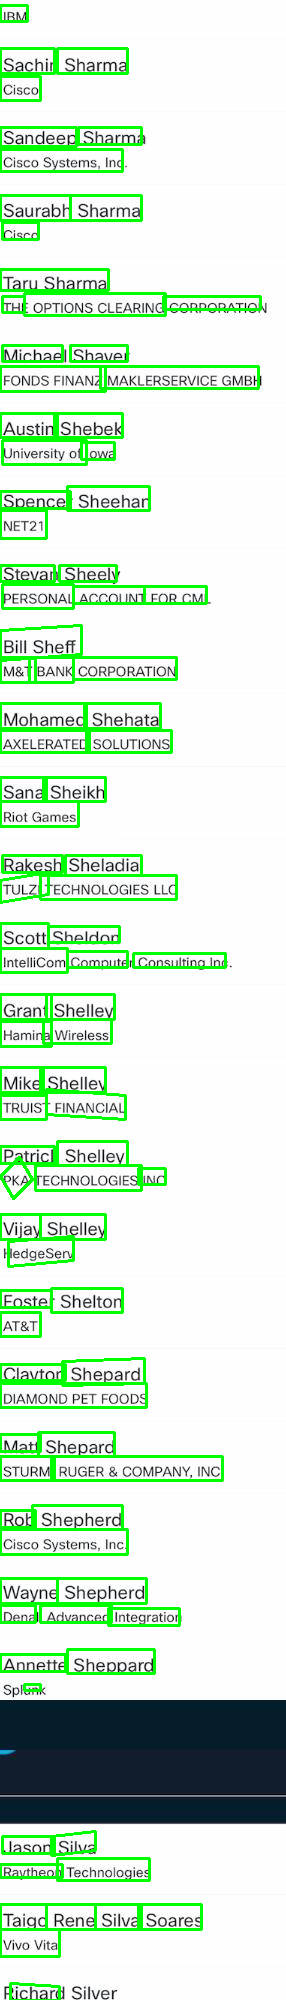 IBM
Sachin Sharma
Cisco
Sandeep Sharma
Cisco Systems, Inc.
Saurabh Sharma
Cisco
Taru Sharma
THE OPTIONS CLEARING CORPORATION
Michael Shaver
FONDS FINANZ MAKLERSERVICE GMBH
Austin Shebek
University of Iowa
Spencer Sheehan
NET21
Stevan Sheely
PERSONAL ACCOUNT FOR CML
Bill Sheff
M&T BANK CORPORATION
Mohamed Shehata
AXELERATED SOLUTIONS
Sana Sheikh
Riot Games
Rakesh Sheladia
TECHNOLOGIES LLC
Scott Sheldon
IntelliCom Computer Consulting Inc.
Grant Shelley
Hamina Wireless
Mike Shelley
TRUIST FINANCIAL
Patrick Shelley
PKA TECHNOLOGIES INC
Vijay Shelley
HedgeServ
Foster Shelton
AT&T
Clayton Shepard
DIAMOND PET FOODS
Matt Shepard
STURM RUGER & COMPANY, INC
Rob Shepherd
Cisco Systems, Inc.
Wayne Shepherd
Denali Advanced Integration
Annette Sheppard
Splunk
Jason Silva
Raytheon Technologies
Taigo Rene Silva Soares
Vivo Vita
Richard Silver